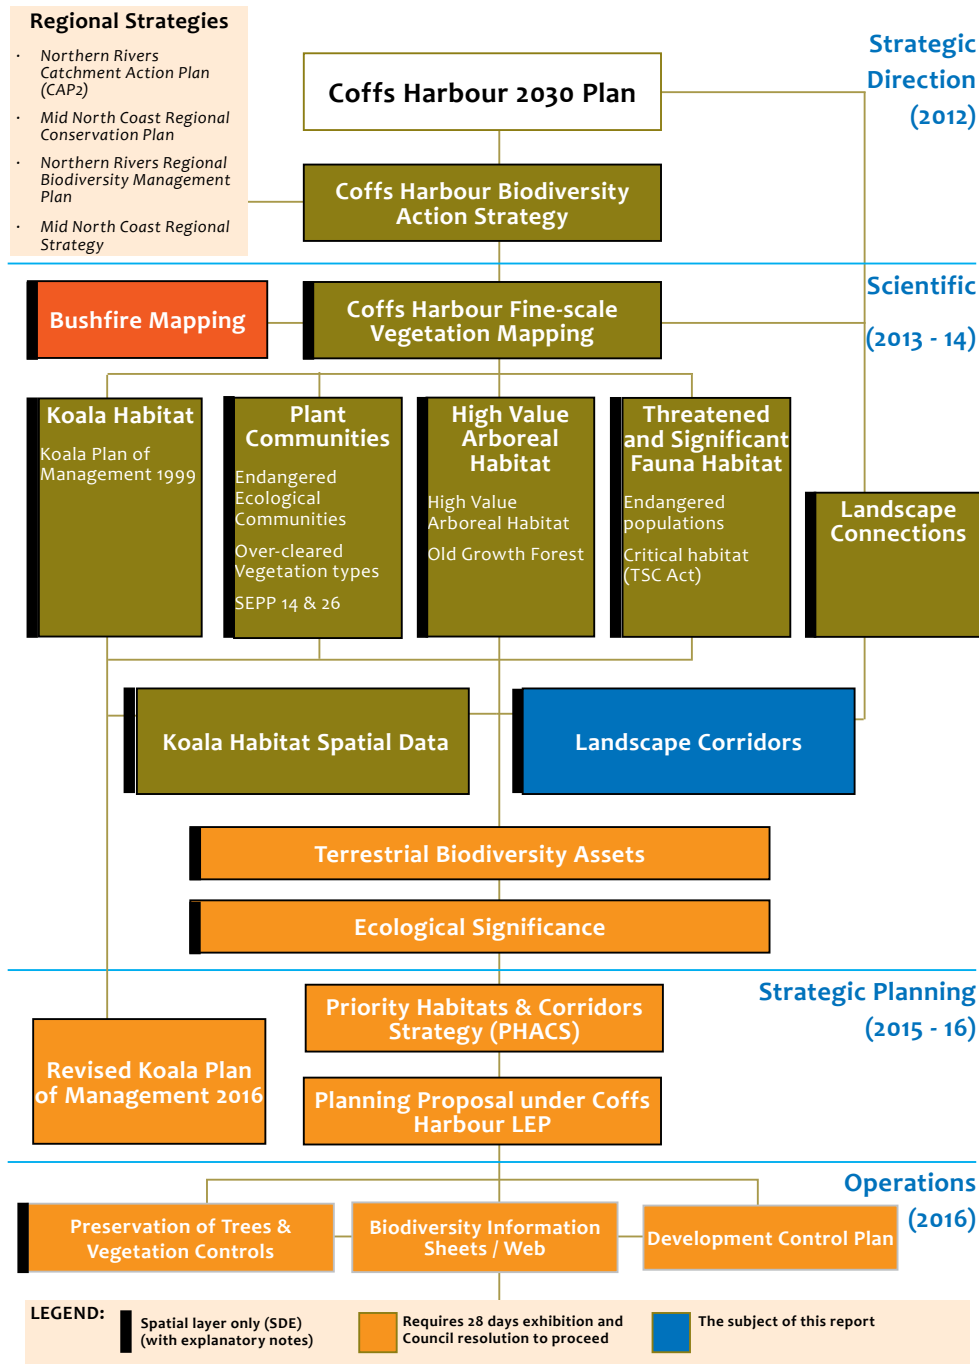 Regional Strategies
· Northern Rivers
Catchment Action Plan
(CAP2)
· Mid North Coast Regional
Conservation Plan
· Northern Rivers Regional
Biodiversity Management
Plan
· Mid North Coast Regional
Strategy
Coffs Harbour 2030 Plan
Strategic
Direction
(2012)
Coffs Harbour Biodiversity
Action Strategy
Scientific
(2013 - 14)
Bushfire Mapping
Coffs Harbour Fine-scale
Vegetation Mapping
Koala Habitat
Koala Plan of
Management 1999
Plant
Communities
Endangered
Ecological
Communities
Over-cleared
Vegetation types
SEPP 14 & 26
High Value
Arboreal
Habitat
High Value
Arboreal Habitat
Old Growth Forest
Threatened
and Significant
Fauna Habitat
Endangered
populations
Critical habitat
(TSC Act)
Landscape
Connections
Koala Habitat Spatial Data
Landscape Corridors
Terrestrial Biodiversity Assets
Ecological Significance
Strategic Planning
(2015 - 16)
Priority Habitats & Corridors
Strategy (PHACS)
Revised Koala Plan
of Management 2016
Planning Proposal under Coffs
Harbour LEP
Operations
(2016)
Preservation of Trees &
Vegetation Controls
Biodiversity Information
Sheets / Web
Development Control Plan
LEGEND:
Spatial layer only (SDE)
(with explanatory notes)
Requires 28 days exhibition and
Council resolution to proceed
The subject of this report